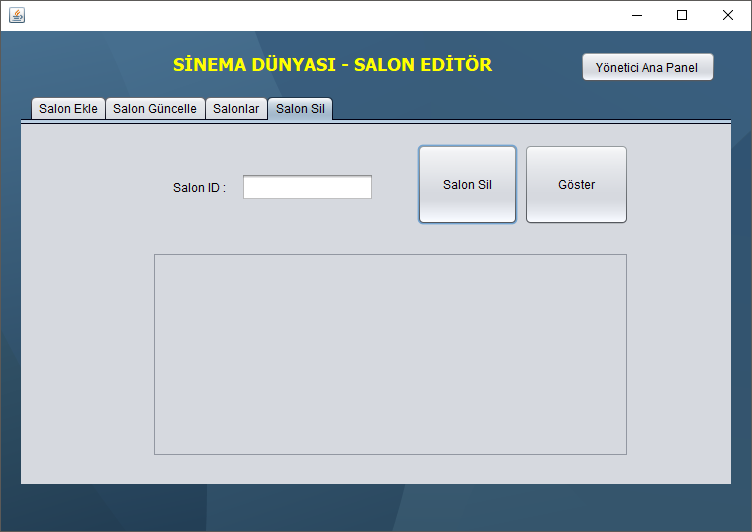 SİNEMA DÜNYASI - SALON EDİTÖR
Yönetici Ana Panel
Salon Ekle Salon Güncelle Salonlar Salon Sil
Salon ID :
Salon Sil
Göster